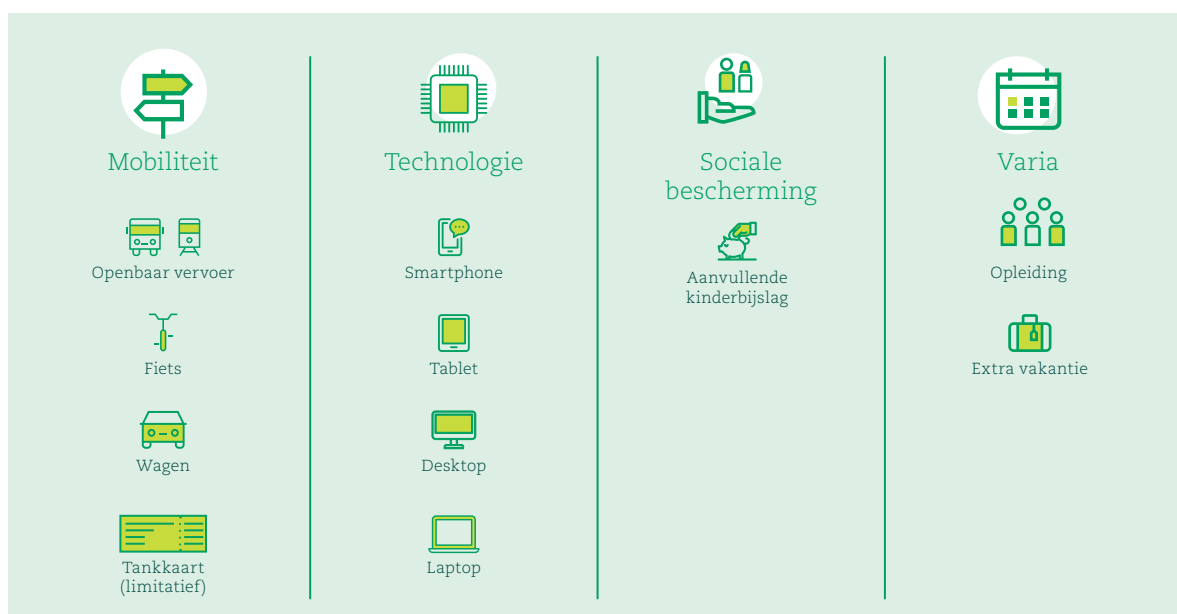 Mobiliteit
Openbaar vervoer
Fiets
Wagen
Tankkaart
(limitatief)
Technologie
Smartphone
Tablet
Desktop
Laptop
Sociale
bescherming
Aanvullende
kinderbijslag
Varia
Opleiding
Extra vakantie